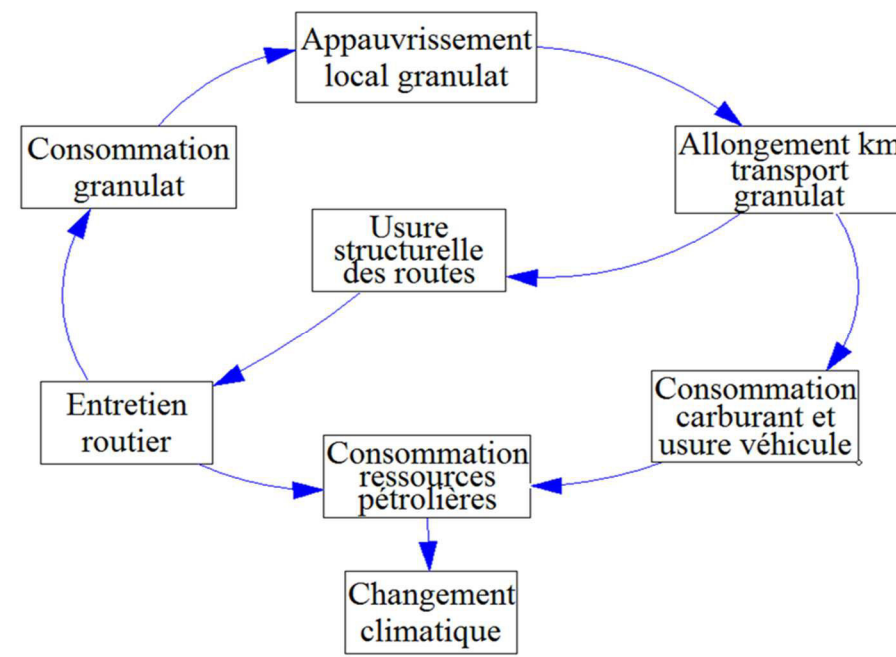 Appauvrissement
local granulat
Consommation
granulat
Allongement km
transport
granulat
Usure
structurelle
des routes
Entretien
routier
Consommation
carburant et
usure véhicule
Consommation
ressources
pétrolières
Changement
climatique